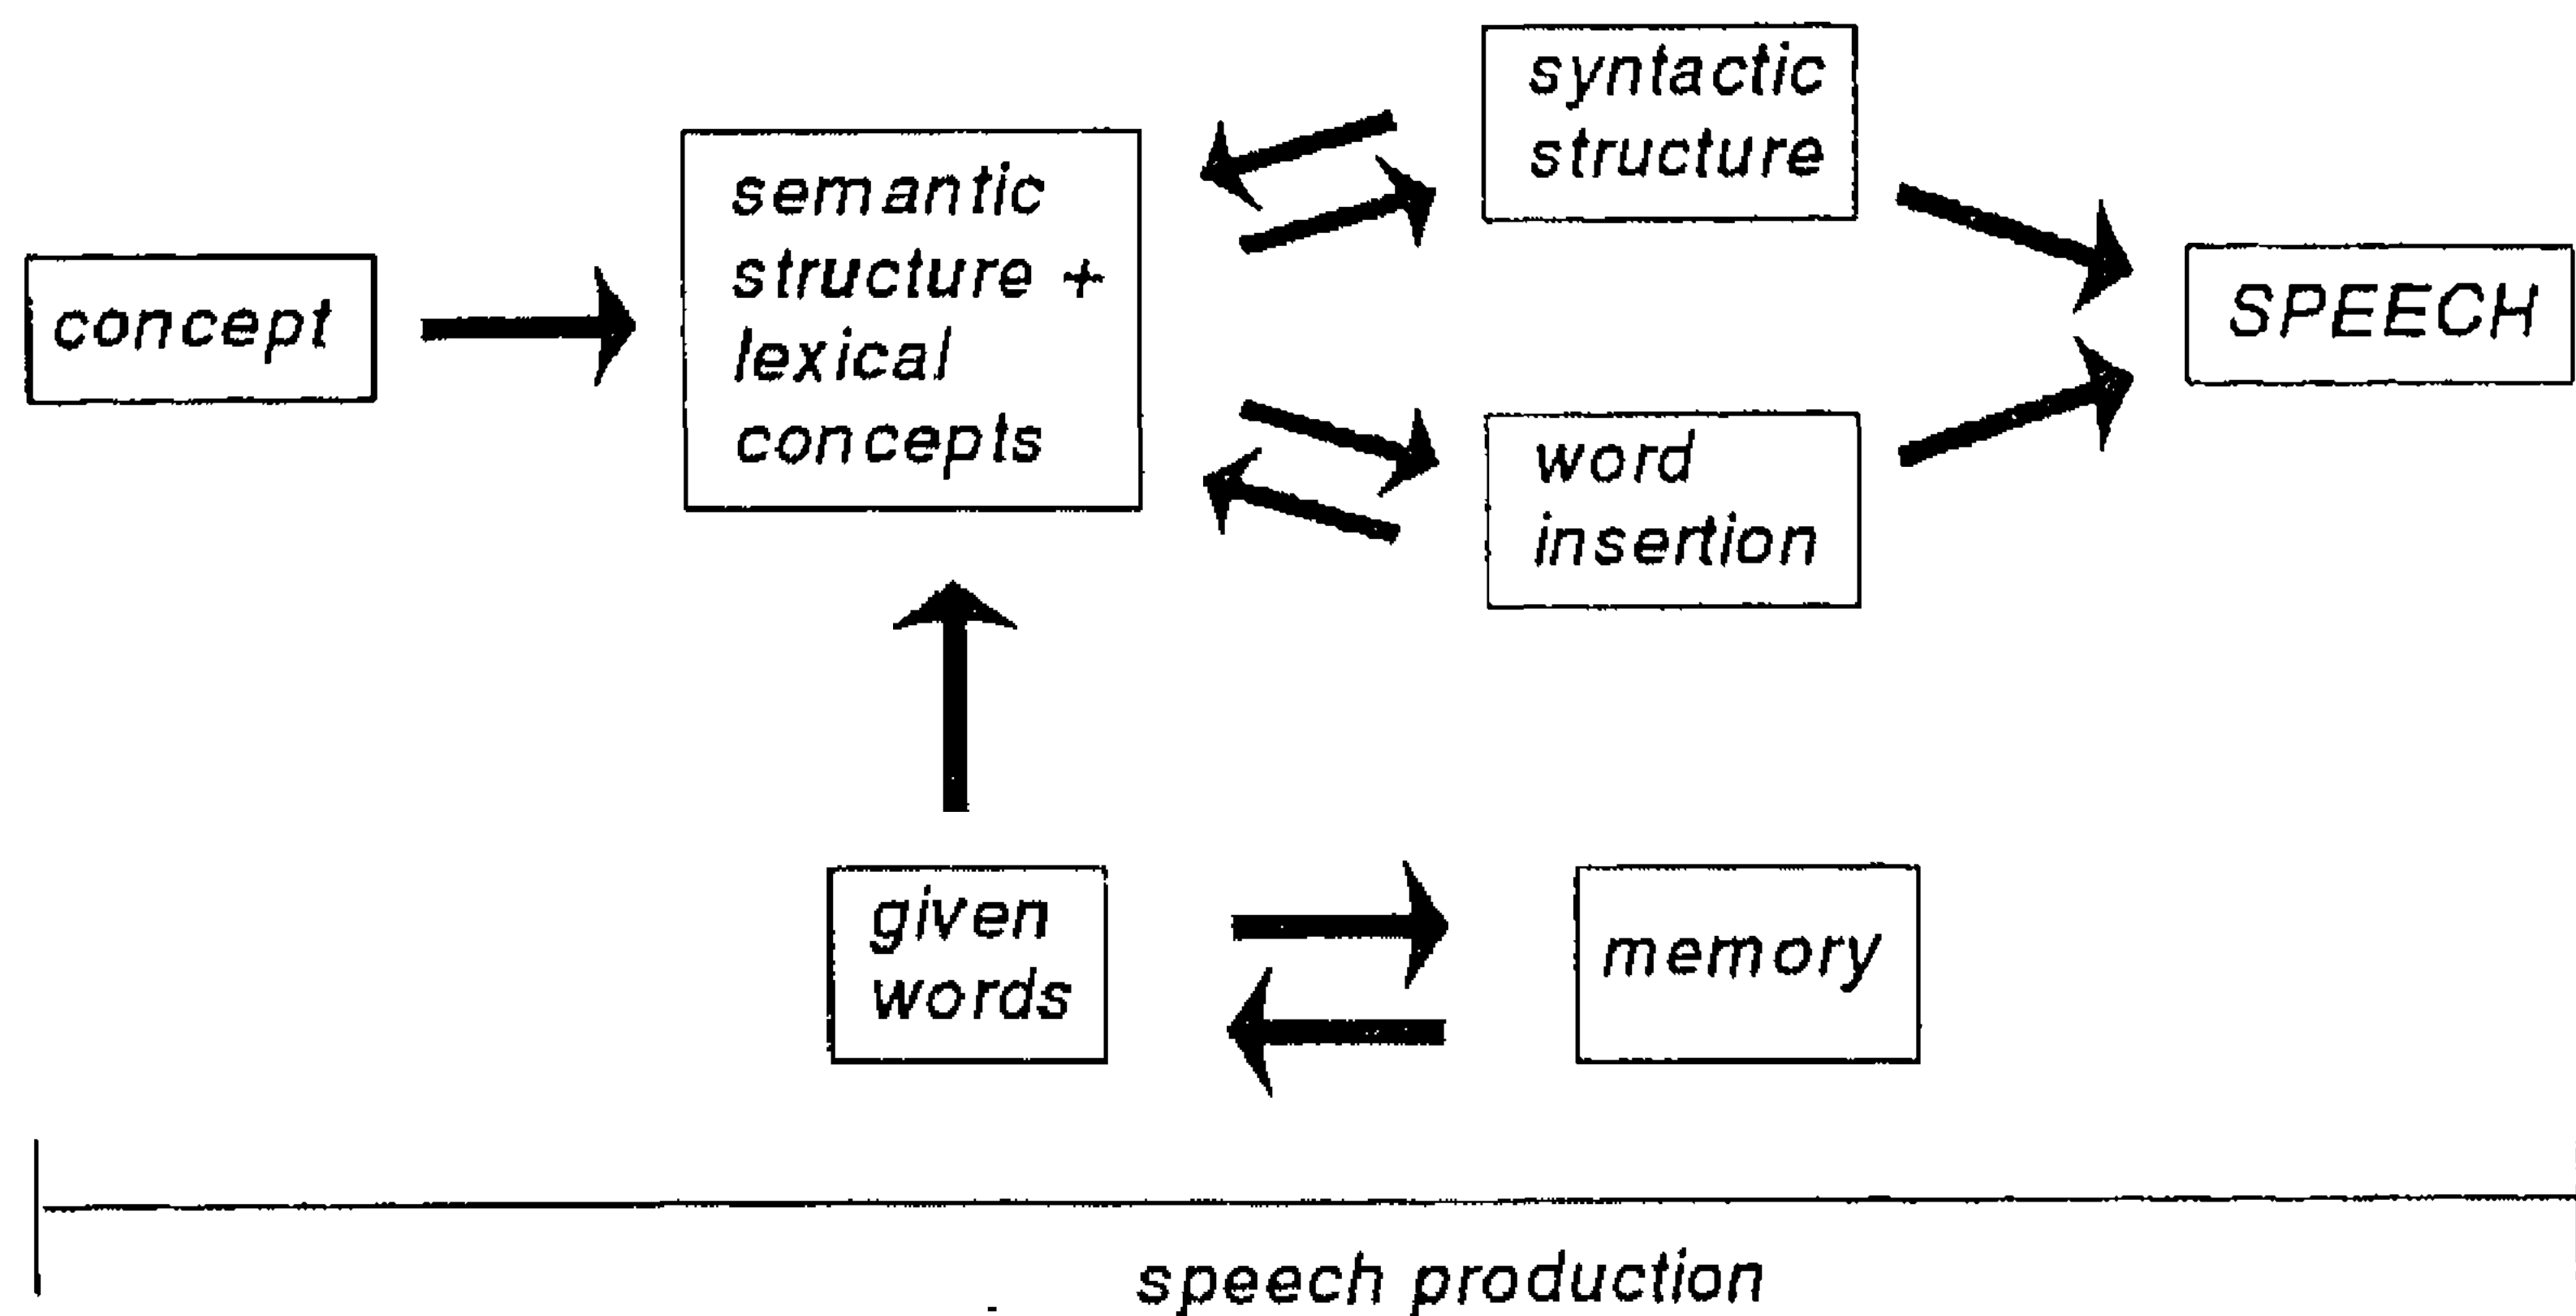 concept
semantic
structure +
lexical
concepts
syntactic
structure
word
insertion
SPEECH
given
words
memory
speech production